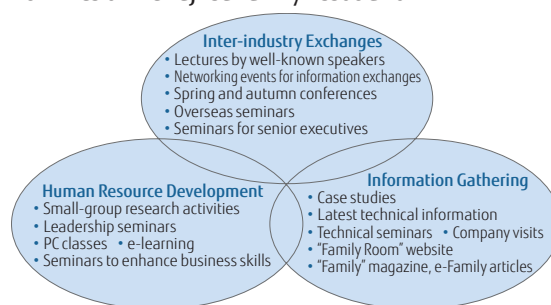 Inter-industry Exchanges
• Lectures by well-known speakers
• Networking events for information exchanges
• Spring and autumn conferences
• Overseas seminars
• Seminars for senior executives
Human Resource Development
• Small-group research activities
• Leadership seminars
• PC classes • e-learning
• Seminars to enhance business skills
Information Gathering
• Case studies
• Latest technical information
• Technical seminars • Company visits
• "Family Room" website
• "Family" magazine, e-Family articles